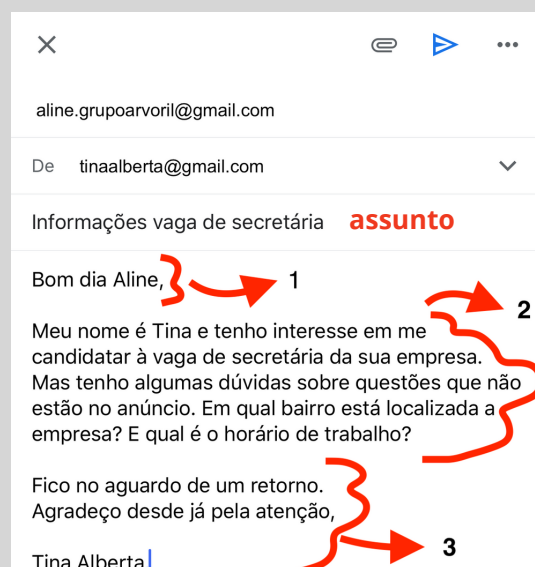 aline.grupoarvoril@gmail.com
De tinaalberta@gmail.com
Informações vaga de secretária assunto
Bom dia Aline, 1
2
Meu nome é Tina e tenho interesse em me
candidatar à vaga de secretária da sua empresa.
Mas tenho algumas dúvidas sobre questões que não
estão no anúncio. Em qual bairro está localizada a
empresa? E qual é o horário de trabalho?
Fico no aguardo de um retorno.
Agradeço desde já pela atenção,
3
Tina Alberta